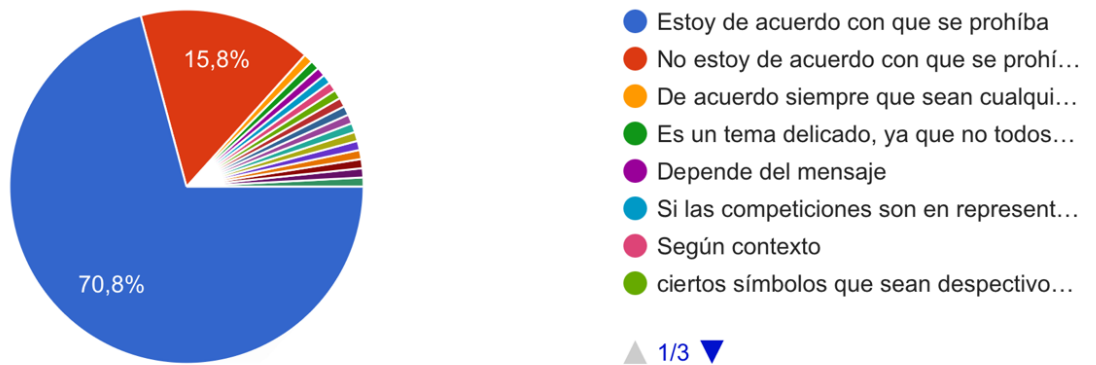 15,8%
70,8%
Estoy de acuerdo con que se prohíba
No estoy de acuerdo con que se prohí…
De acuerdo siempre que sean cualqui…
Es un tema delicado, ya que no todos…
Depende del mensaje
Si las competiciones son en represent…
Según contexto
ciertos símbolos que sean despectivo…
1/3